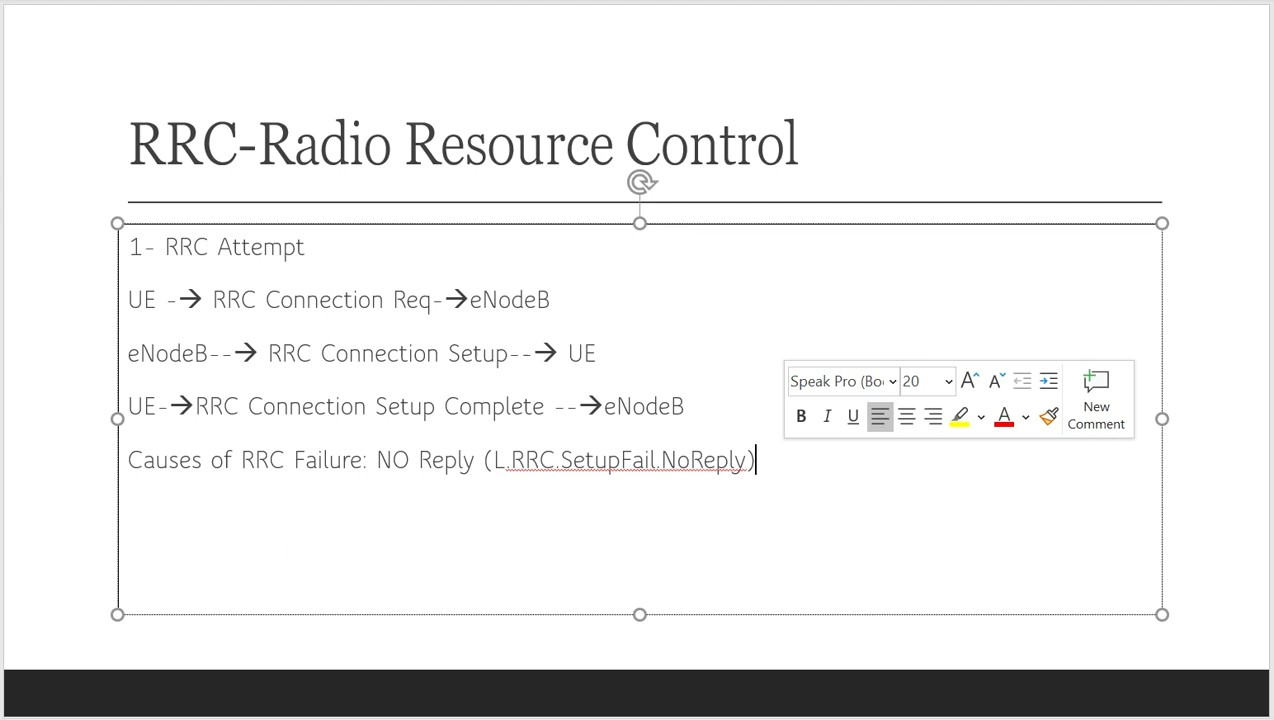 RRC-Radio Resource Control
1- RRC Attempt
UE -→ RRC Connection Req-→eNodeB
eNodeB--→ RRC Connection Setup--→ UE
UE-→RRC Connection Setup Complete --→eNodeB
Causes of RRC Failure: NO Reply (L.RRC.SetupFail.NoReply)
Speak Pro (Bo 20 A A
B I U A
New
Comment